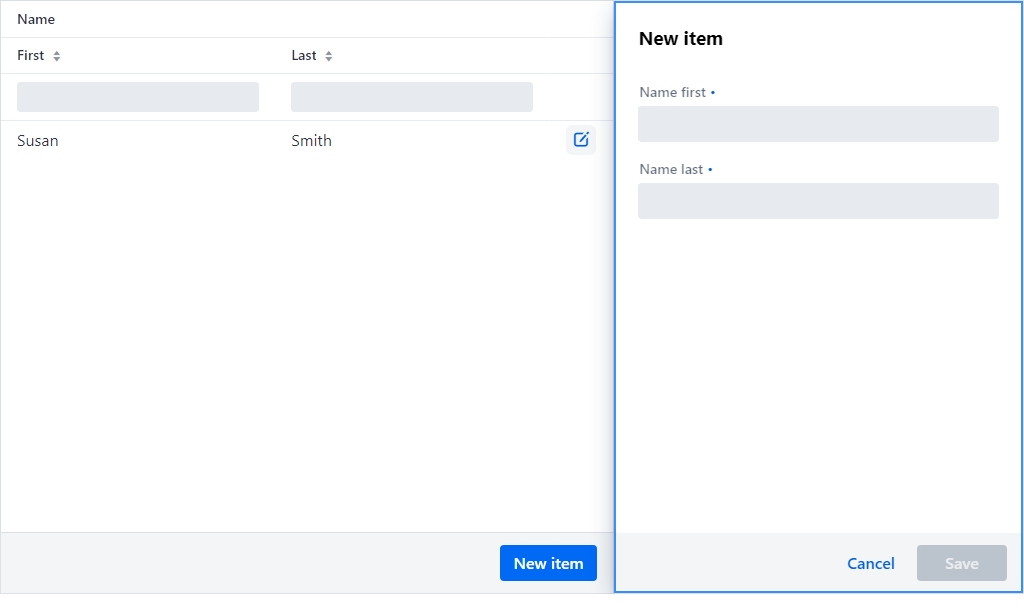 Name
First
Last
Susan
Smith
New item
New item
Name first •
Name last •
Cancel
Save